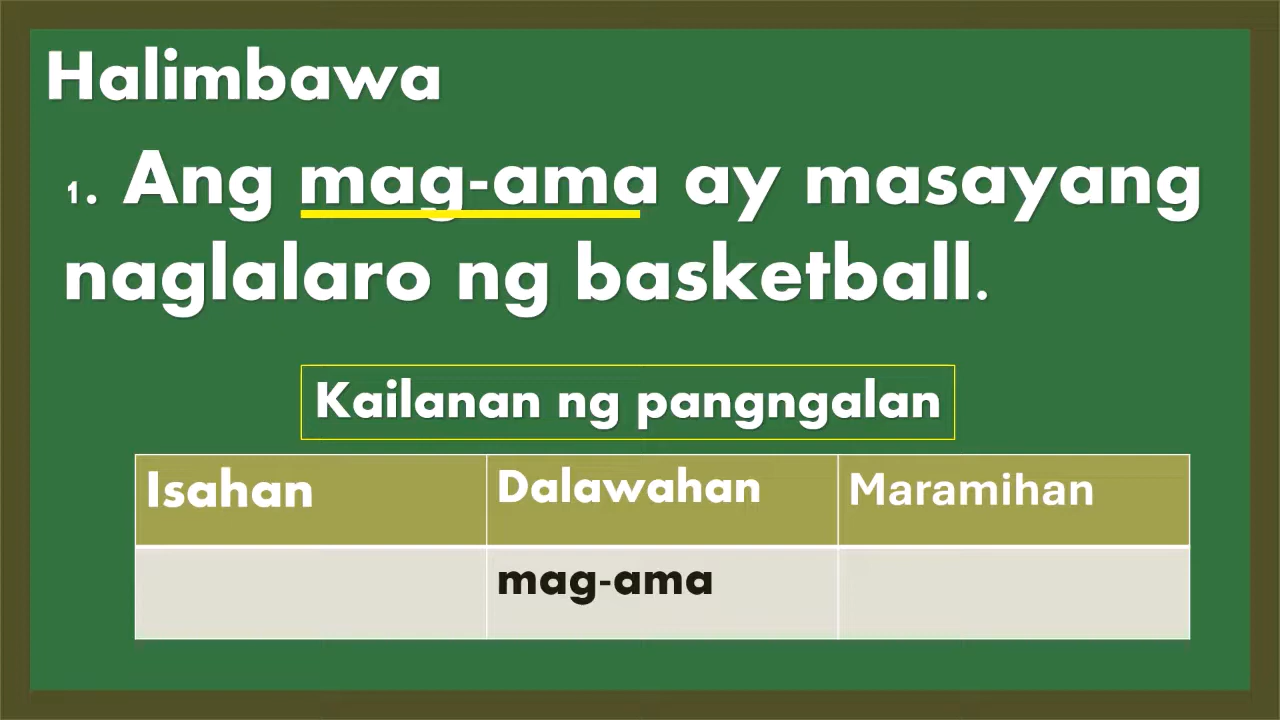 Halimbawa
1. Ang mag-ama ay masayang
naglalaro ng basketball.
Kailanan ng pangngalan
Isahan Dalawahan Maramihan
mag-ama